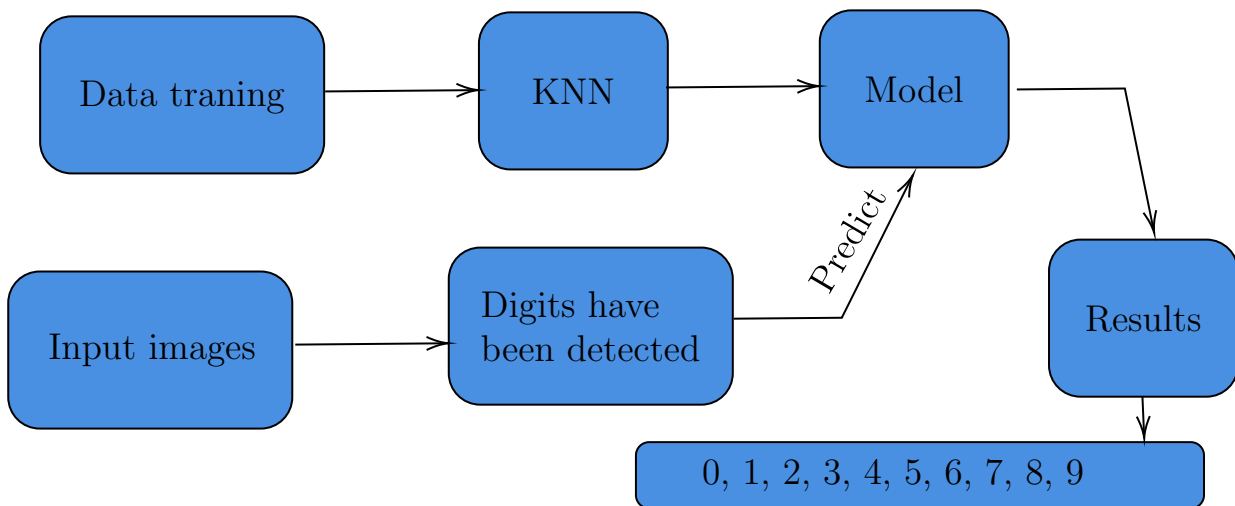 Data traning
KNN
Model
Predict
Input images
Digits have
been detected
Results
0, 1, 2, 3, 4, 5, 6, 7, 8, 9